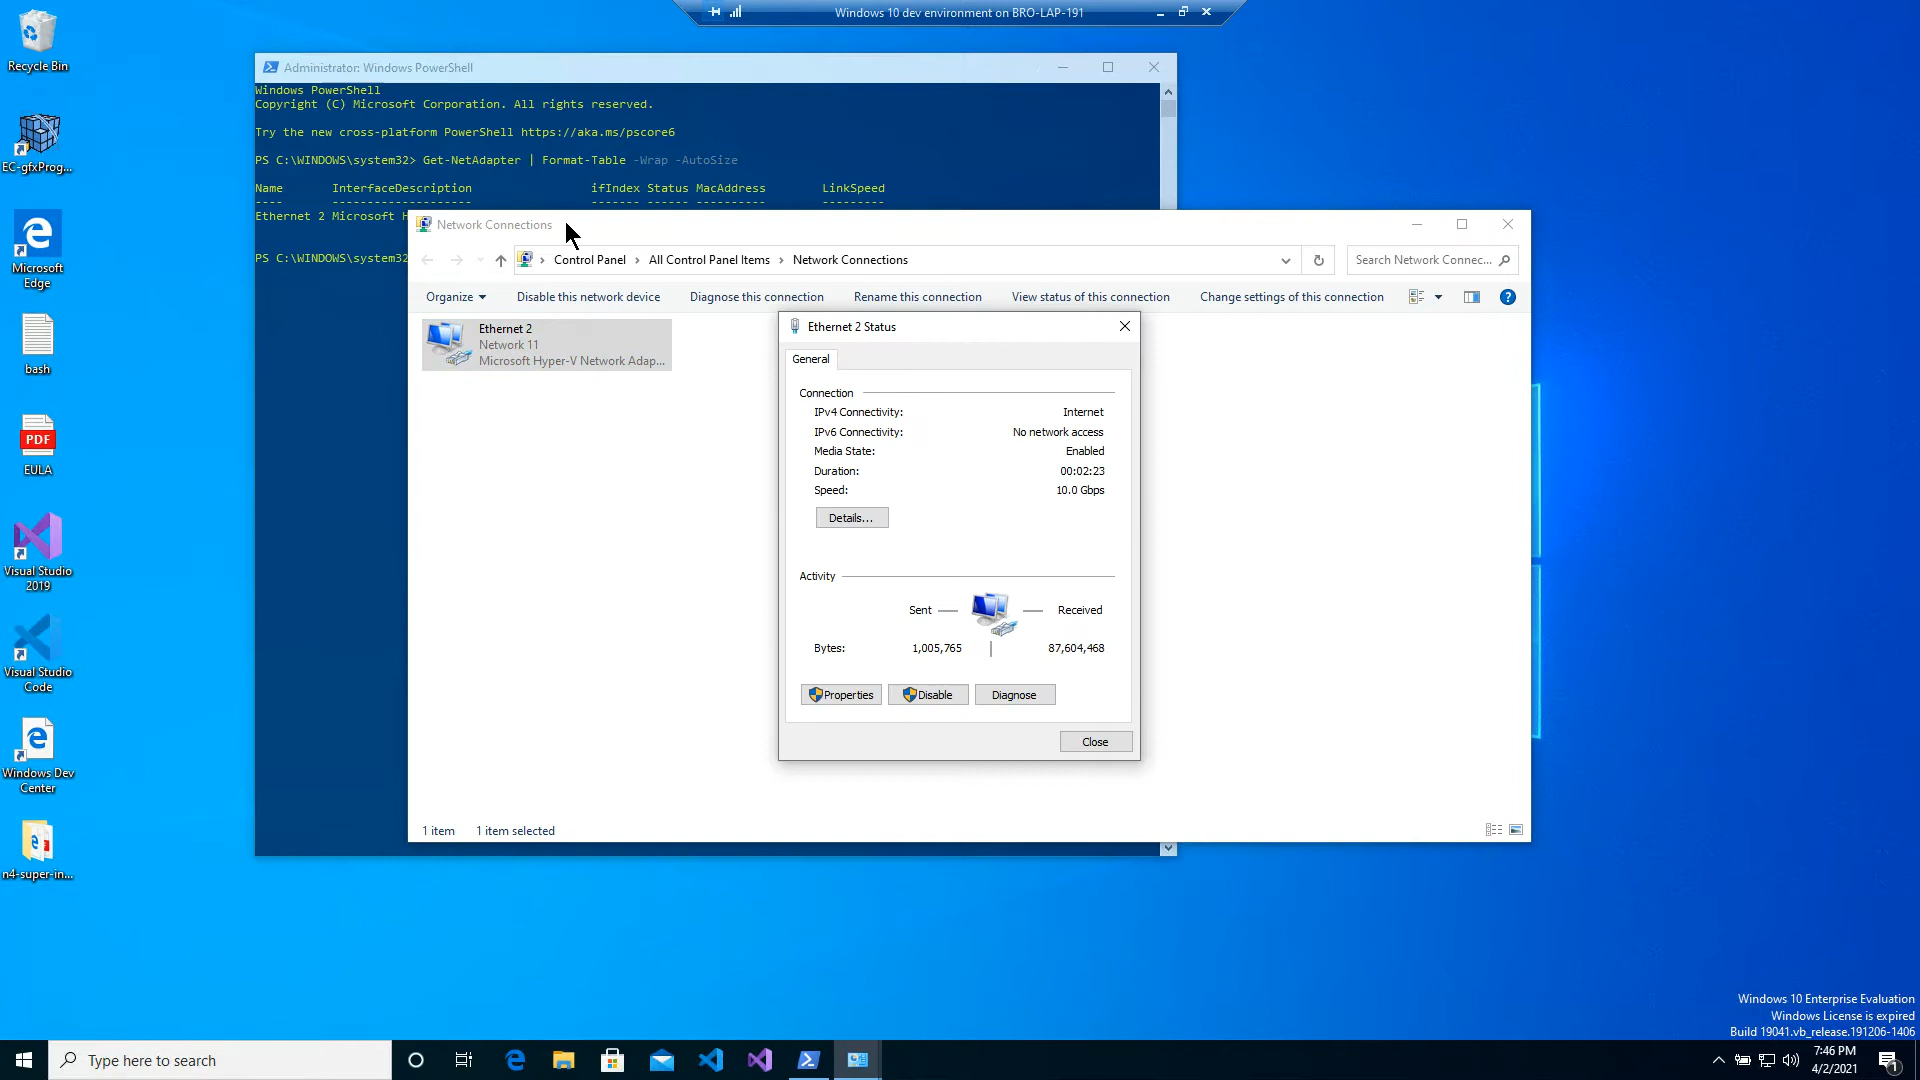 Windows 10 dev environment on BRO-LAP-191
Recycle Bin
EC-gfxProg...
Microsoft
Edge
bash
PDF
EULA
Visual Studio
2019
Visual Studio
Code
Windows Dev
Center
n4-super-in...
Administrator: Windows PowerShell
Windows PowerShell
Copyright (C) Microsoft Corporation. All rights reserved.
Try the new cross-platform PowerShell https://aka.ms/pscore6
PS C:\WINDOWS\system32> Get-NetAdapter | Format-Table -Wrap -AutoSize
Name InterfaceDescription ifIndex Status MacAddress LinkSpeed
---- -------------------- ------- ------ ---------- ---------
Ethernet 2 Microsoft H
PS C:\WINDOWS\system32
Network Connections
Control Panel › All Control Panel Items › Network Connections
Search Network Connec...
Organize Disable this network device Diagnose this connection Rename this connection View status of this connection Change settings of this connection
Ethernet 2
Network 11
Microsoft Hyper-V Network Adap...
Ethernet 2 Status
General
Connection
IPv4 Connectivity: Internet
IPv6 Connectivity: No network access
Media State: Enabled
Duration: 00:02:23
Speed: 10.0 Gbps
Details...
Activity
Sent — Received
Bytes: 1,005,765 | 87,604,468
Properties Disable Diagnose
Close
1 item 1 item selected
Windows 10 Enterprise Evaluation
Windows License is expired
Build 19041.vb_release.191206-1406
Type here to search
7:46 PM
4/2/2021
1